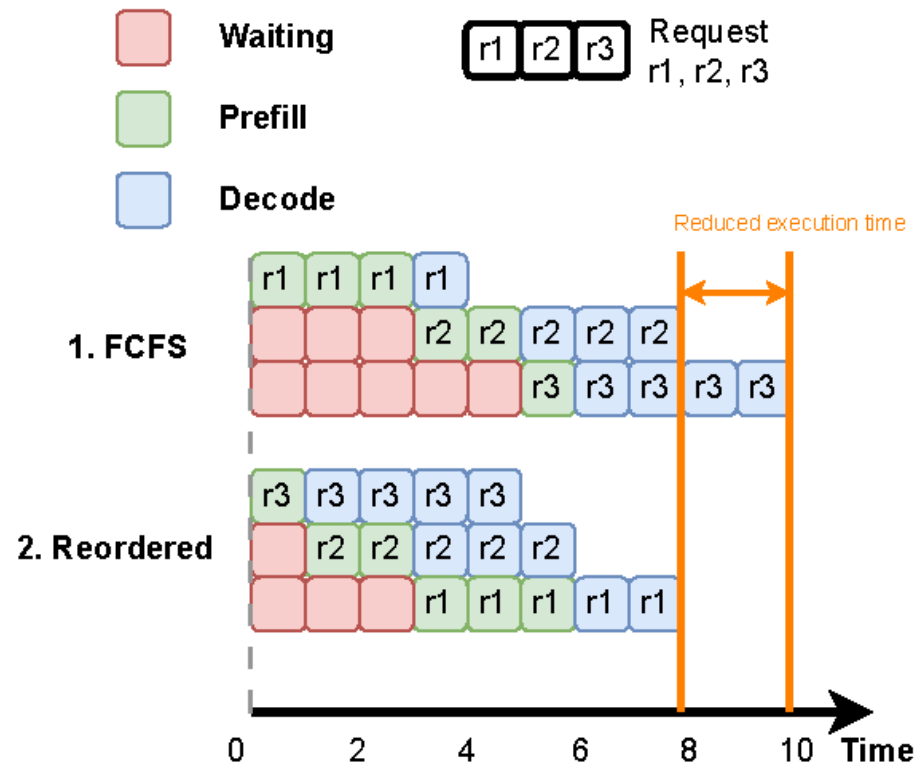 Waiting
r1 r2 r3 Request
r1, r2, r3
Prefill
Decode
Reduced execution time
r1 r1 r1 r1
1. FCFS
r2 r2 r2 r2 r2
r3 r3 r3 r3 r3
r3 r3 r3 r3 r3
2. Reordered
r2 r2 r2 r2 r2
r1 r1 r1 r1 r1
0 2 4 6 8 10 Time